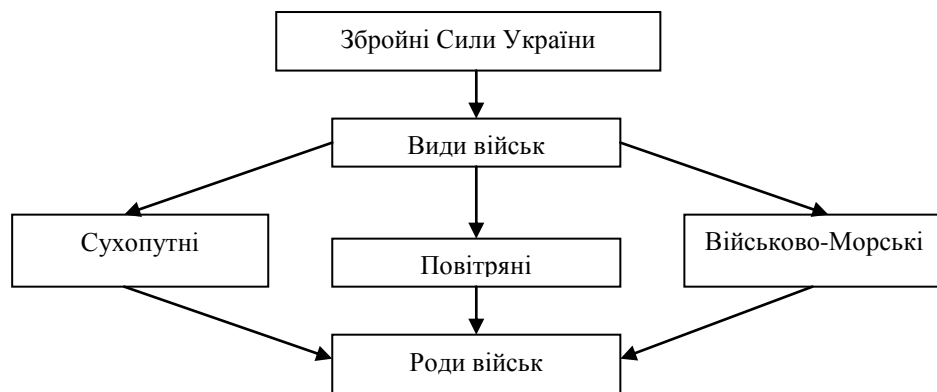 Збройні Сили України
Види військ
Сухопутні
Повітряні
Військово-Морські
Роди військ